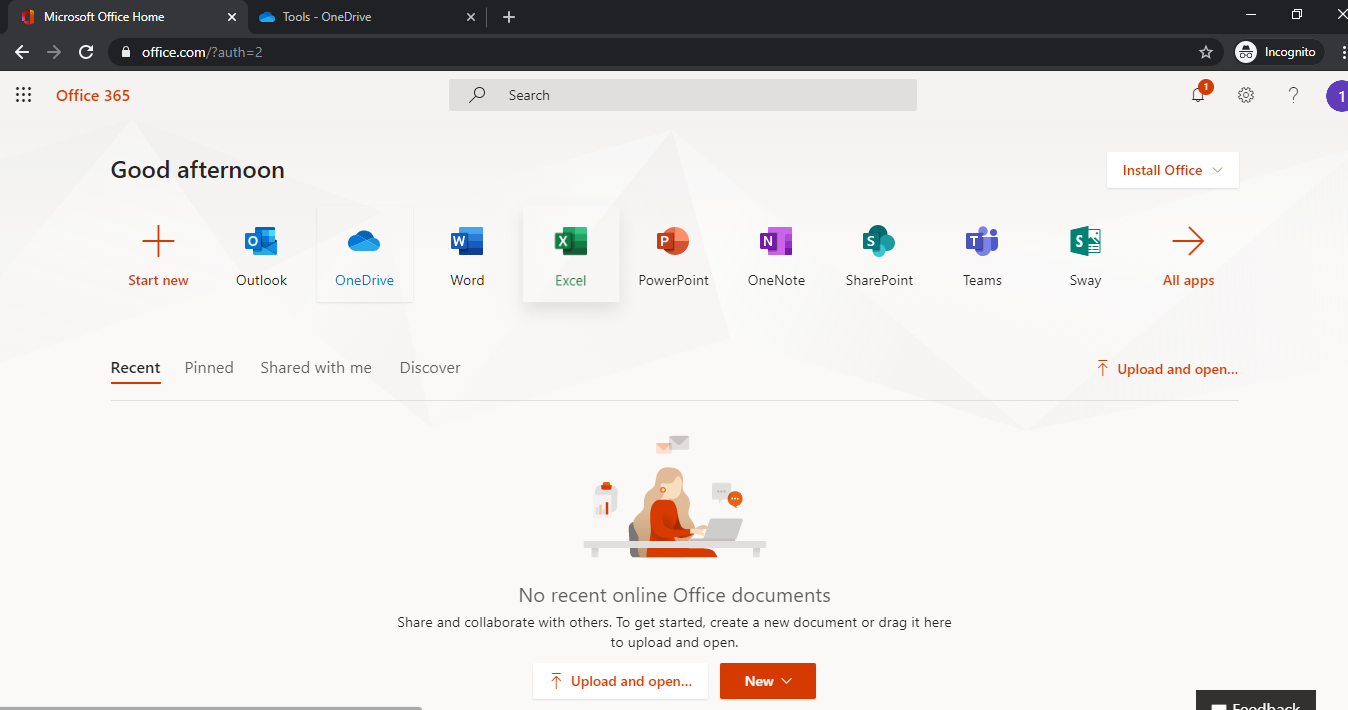 Microsoft Office Home
Tools - OneDrive
office.com/?auth=2
Incognito
Office 365
Search
1
1
Good afternoon
Install Office
Start new
O
Outlook
OneDrive
W
Word
X
Excel
P
PowerPoint
N
OneNote
S
SharePoint
T
Teams
S
Sway
All apps
Recent
Pinned
Shared with me
Discover
Upload and open...
No recent online Office documents
Share and collaborate with others. To get started, create a new document or drag it here
to upload and open.
Upload and open...
New
Feedback